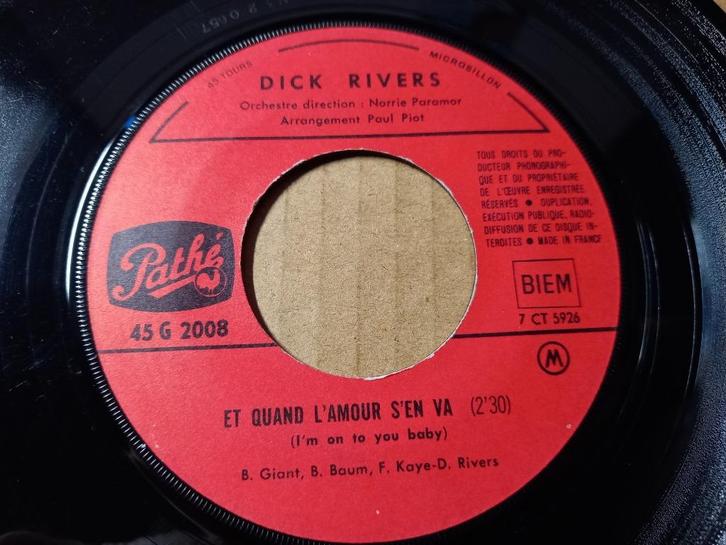 45 TOURS
MICROSILLON
DICK RIVERS
Orchestre direction : Norrie Paramor
Arrangement Paul Piot
TOUS DROITS DU PRO-
DUCTEUR PHONOGRAPHI-
QUE ET DU PROPRIÉTAIRE
DE L'ŒUVRE ENREGISTRÉE
RÉSERVÉS • DUPLICATION,
EXÉCUTION PUBLIQUE, RADIO-
DIFFUSION DE CE DISQUE IN-
TERDITES • MADE IN FRANCE
Pathé
BIEM
45 G 2008
7 CT 5926
M
ET QUAND L'AMOUR S'EN VA (2'30)
(I'm on to you baby)
B. Giant, B. Baum, F. Kaye-D. Rivers